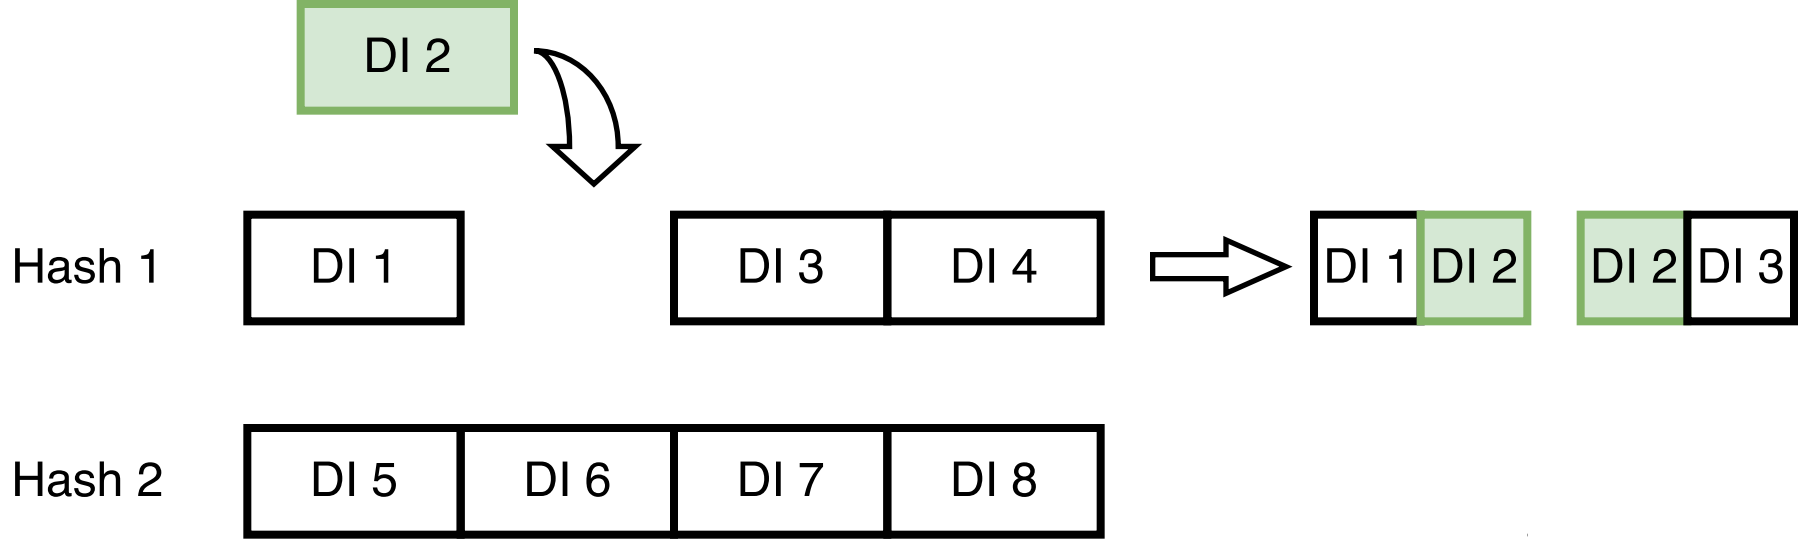 DI 2
Hash 1 DI 1 DI 3 DI 4 DI 1 DI 2 DI 2 DI 3
Hash 2 DI 5 DI 6 DI 7 DI 8